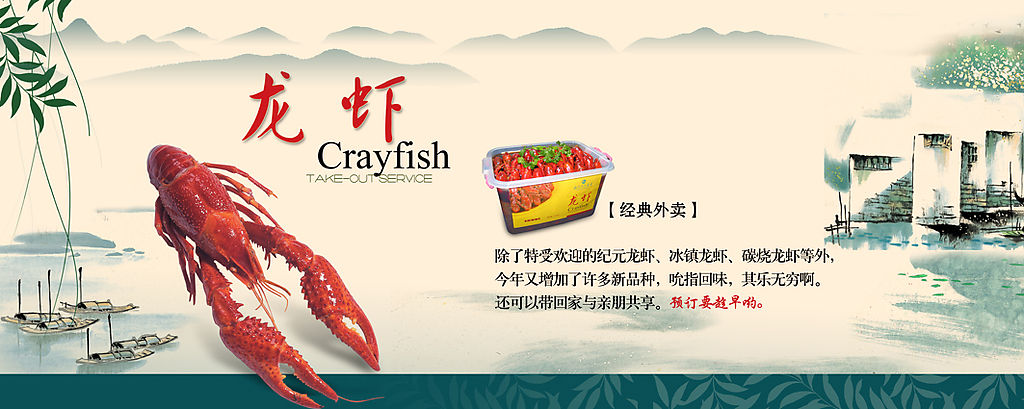 龙 虾
Crayfish
TAKE-OUT SERVICE
龙虾
Crayfish
【经典外卖】
除了特受欢迎的纪元龙虾、冰镇龙虾、碳烧龙虾等外，
今年又增加了许多新品种，吮指回味，其乐无穷啊。
还可以带回家与亲朋共享。预订要趁早哟。